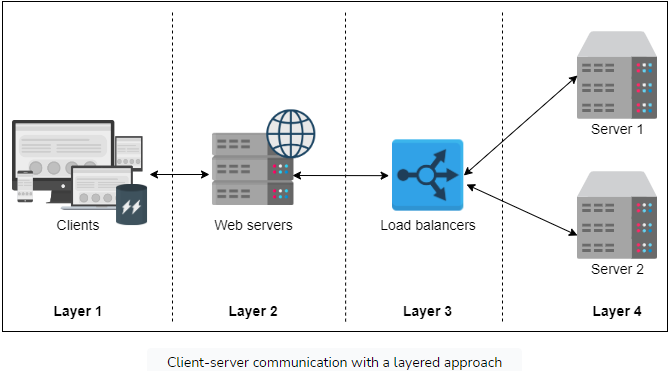 Server 1
Clients
Web servers
Load balancers
Server 2
Layer 1
Layer 2
Layer 3
Layer 4
Client-server communication with a layered approach